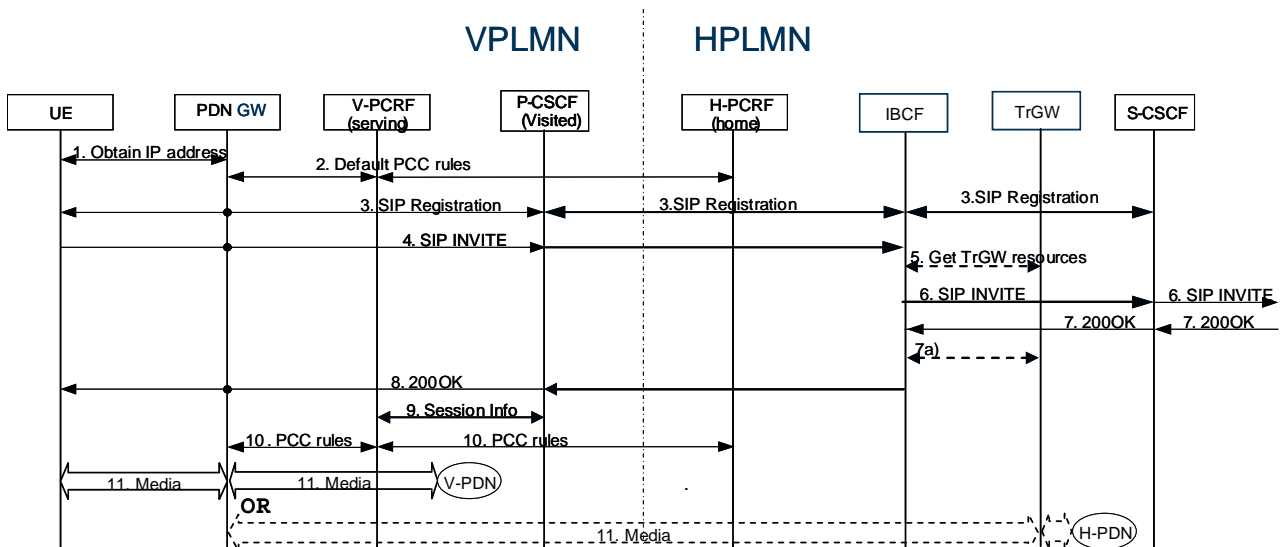 VPLMN HPLMN
UE
PDN GW
V-PCRF
(serving)
P-CSCF
(Visited)
H-PCRF
(home)
IBCF
TrGW
S-CSCF
1. Obtain IP address
2. Default PCC rules
3. SIP Registration
3.SIP Registration
3.SIP Registration
4. SIP INVITE
5. Get TrGW resources
6. SIP INVITE
6. SIP INVITE
7. 200OK
7. 200OK
7a)
8. 200OK
9. Session Info
10 . PCC rules
10. PCC rules
11. Media
11. Media
V-PDN
OR
11. Media
H-PDN